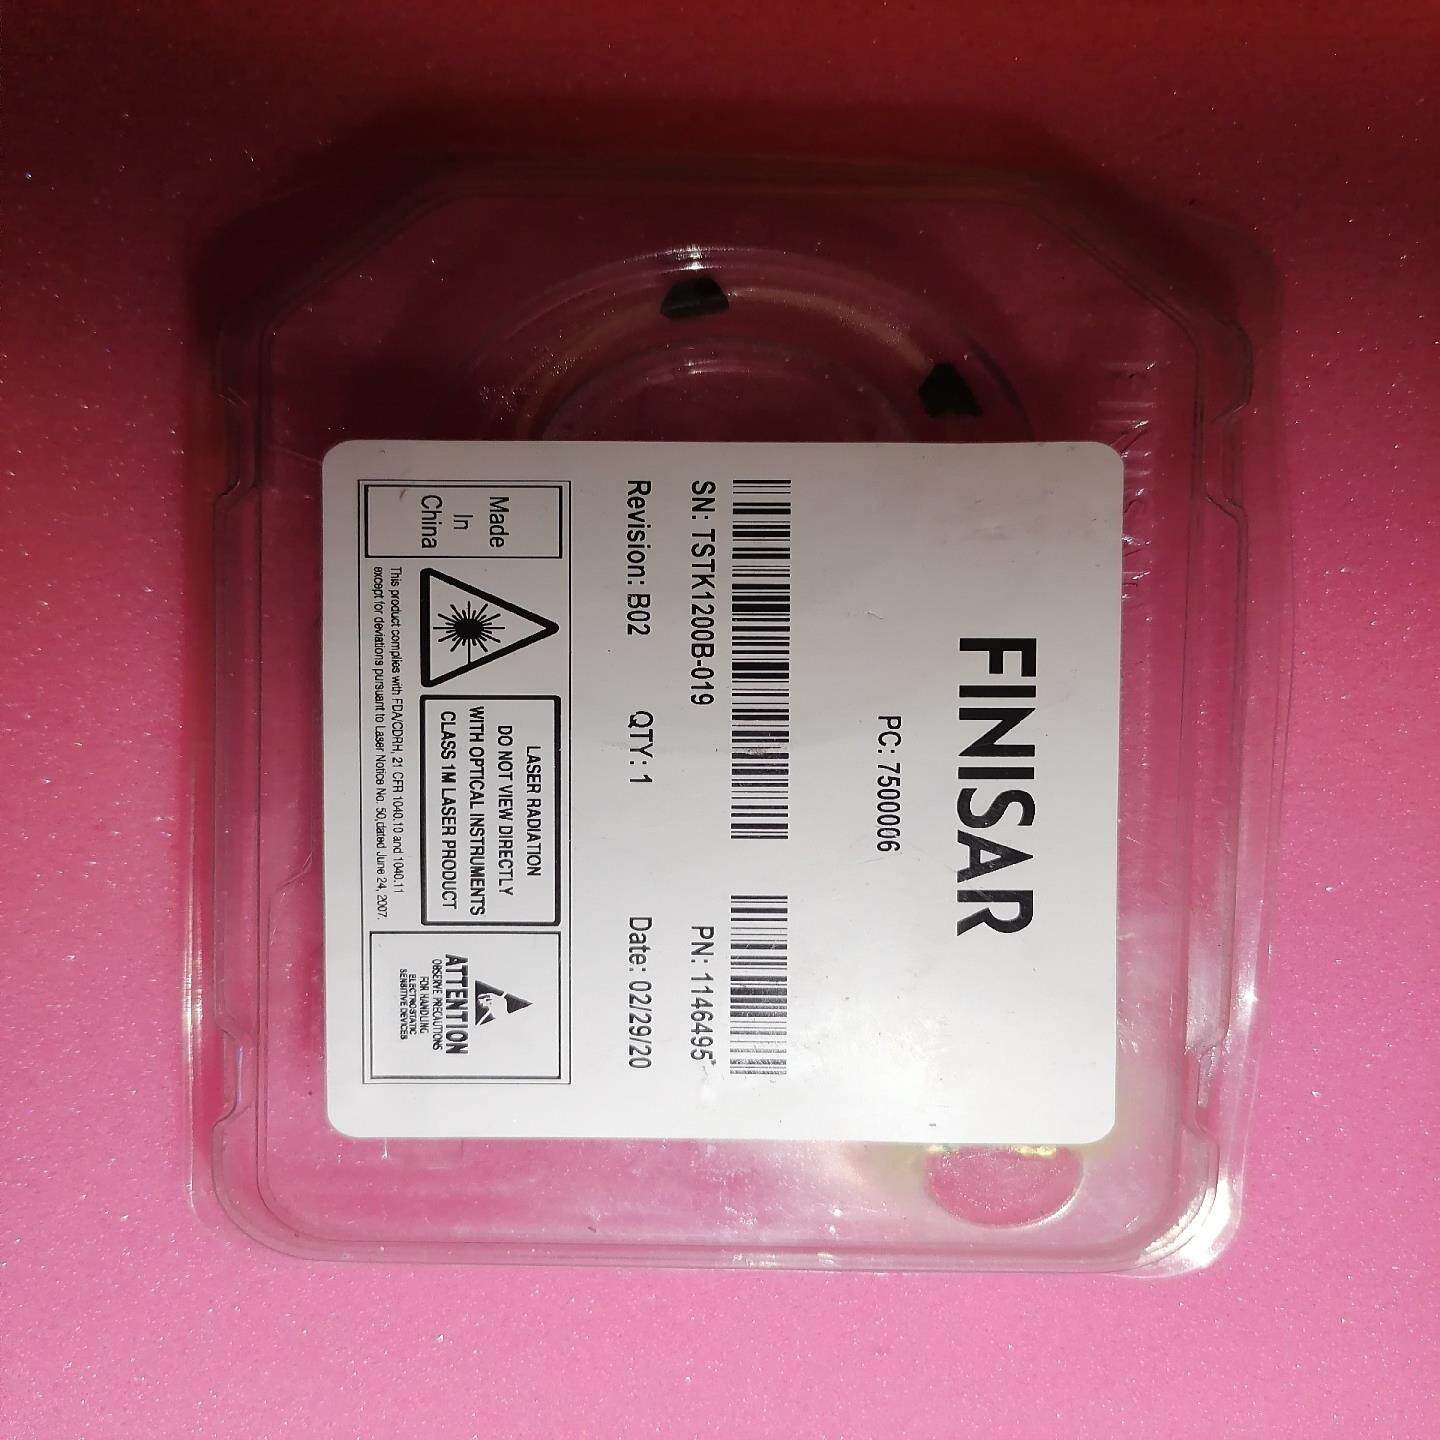 FINISAR
PC: 7500006
SN: TSTK1200B-019 PN: 1146495*
Revision: B02 QTY: 1 Date: 02/29/20
Made
In
China
LASER RADIATION
DO NOT VIEW DIRECTLY
WITH OPTICAL INSTRUMENTS
CLASS 1M LASER PRODUCT
This product complies with FDA/CDRH, 21 CFR 1040.10 and 1040.11
except for deviations pursuant to Laser Notice No. 50,dated June 24, 2007.
ATTENTION
OBSERVE PRECAUTIONS
FOR HANDLING
ELECTROSTATIC
SENSITIVE DEVICES
FINISAR